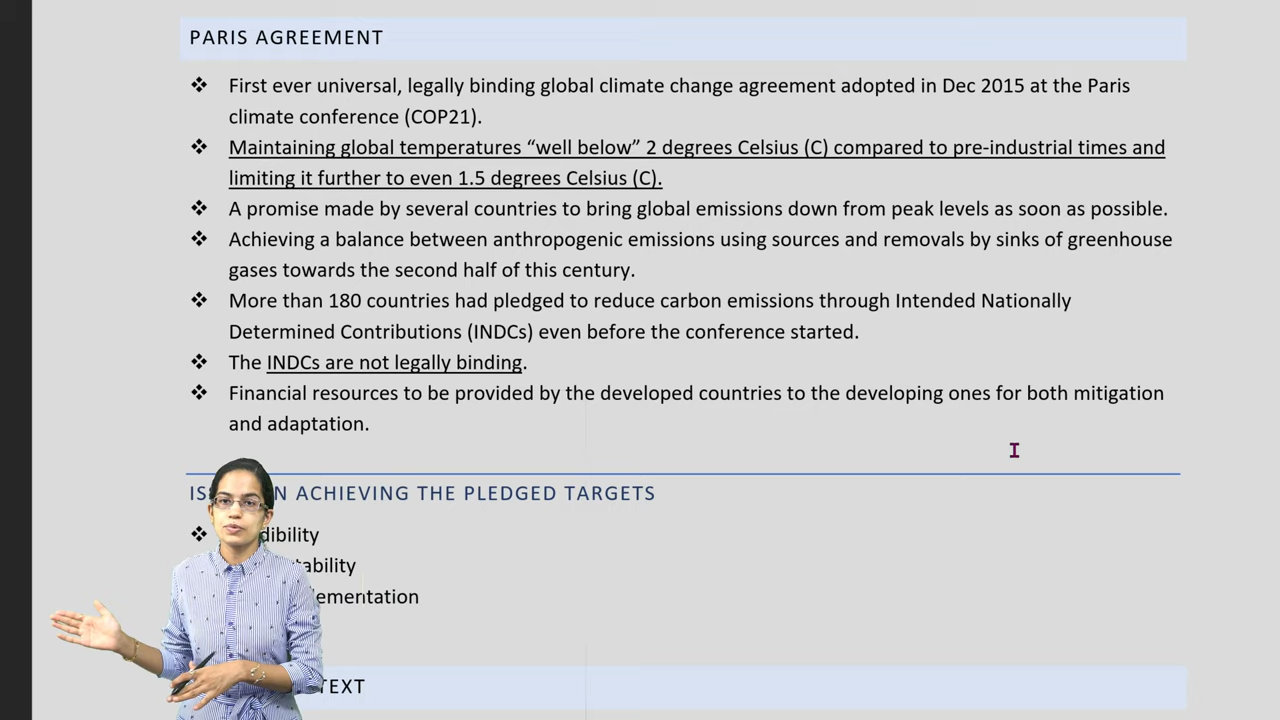 PARIS AGREEMENT
❖ First ever universal, legally binding global climate change agreement adopted in Dec 2015 at the Paris
climate conference (COP21).
❖ Maintaining global temperatures “well below” 2 degrees Celsius (C) compared to pre-industrial times and
limiting it further to even 1.5 degrees Celsius (C).
❖ A promise made by several countries to bring global emissions down from peak levels as soon as possible.
❖ Achieving a balance between anthropogenic emissions using sources and removals by sinks of greenhouse
gases towards the second half of this century.
❖ More than 180 countries had pledged to reduce carbon emissions through Intended Nationally
Determined Contributions (INDCs) even before the conference started.
❖ The INDCs are not legally binding.
❖ Financial resources to be provided by the developed countries to the developing ones for both mitigation
and adaptation.
ACHIEVING THE PLEDGED TARGETS